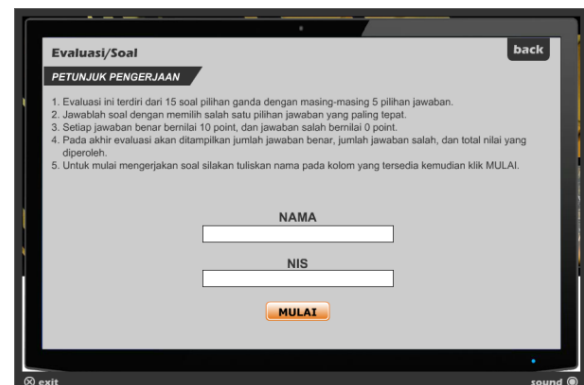 Evaluasi/Soal
back
PETUNJUK PENGERJAAN
1. Evaluasi ini terdiri dari 15 soal pilihan ganda dengan masing-masing 5 pilihan jawaban.
2. Jawablah soal dengan memilih salah satu pilihan jawaban yang paling tepat.
3. Setiap jawaban benar bernilai 10 point, dan jawaban salah bernilai 0 point.
4. Pada akhir evaluasi akan ditampilkan jumlah jawaban benar, jumlah jawaban salah, dan total nilai yang
diperoleh.
5. Untuk mulai mengerjakan soal silakan tuliskan nama pada kolom yang tersedia kemudian klik MULAI.
NAMA
NIS
MULAI
exit
sound